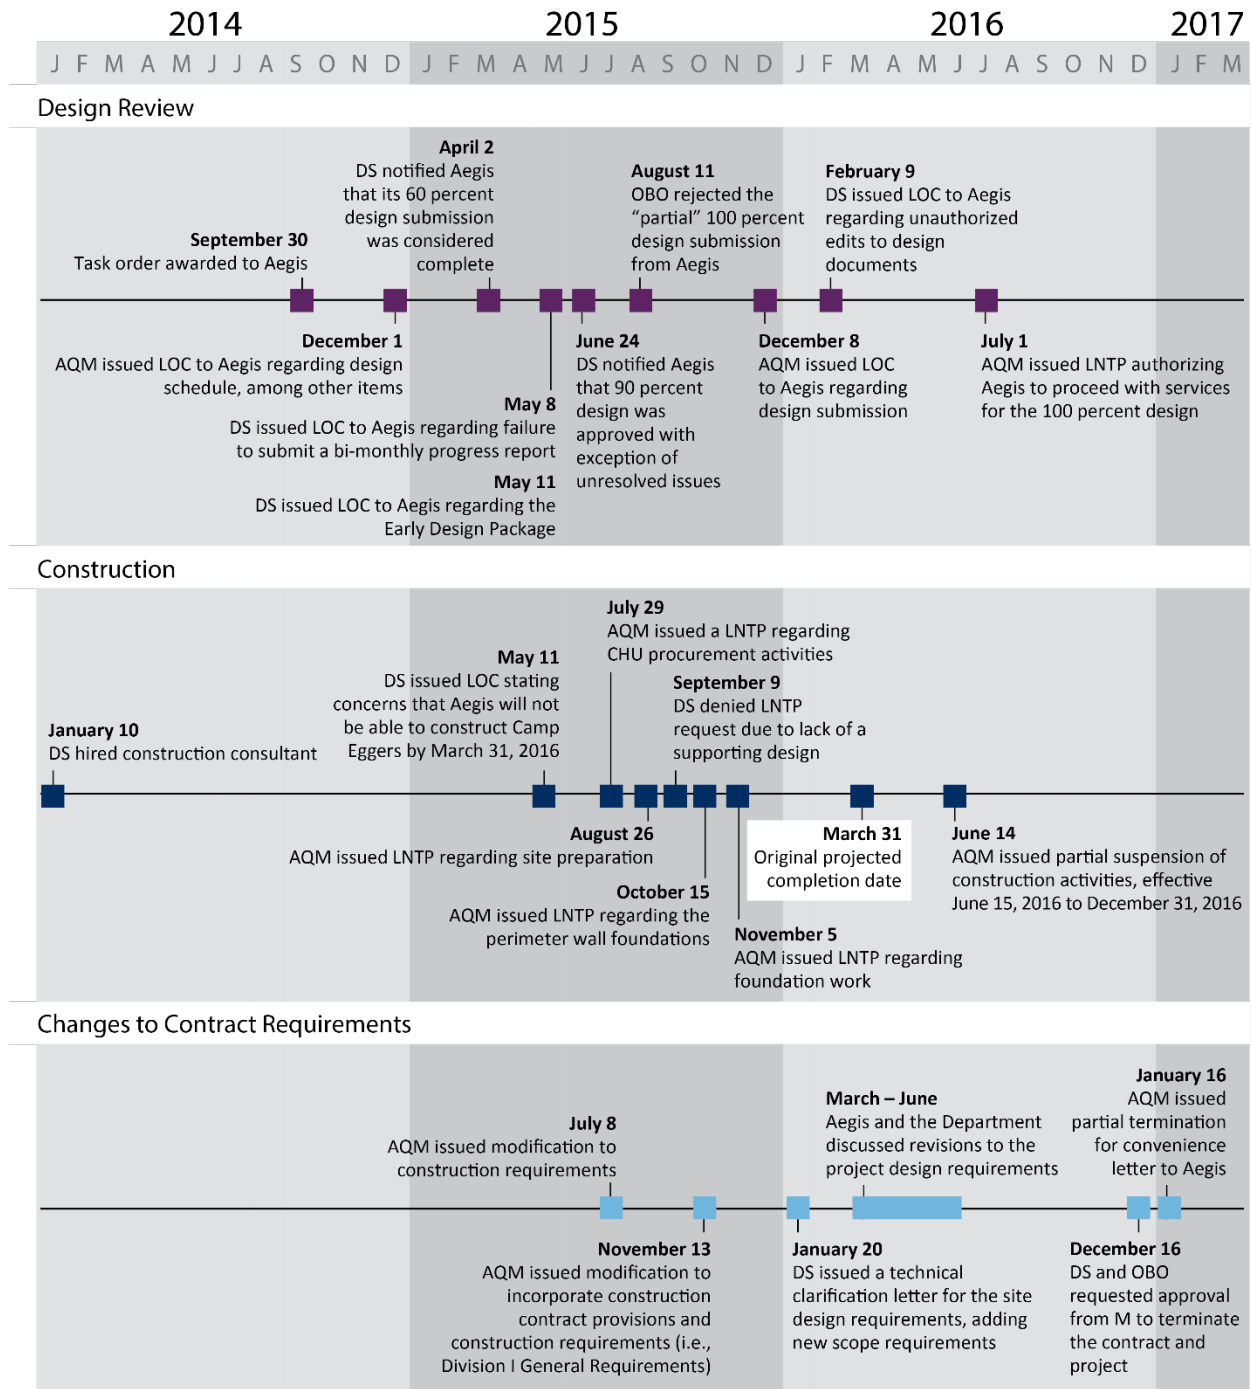 2014 2015 2016 2017
J F M A M J J A S O N D J F M A M J J A S O N D J F M A M J J A S O N D J F M
Design Review
April 2
DS notified Aegis
that its 60 percent
design submission
was considered
complete
August 11
OBO rejected the
“partial” 100 percent
design submission
from Aegis
February 9
DS issued LOC to Aegis
regarding unauthorized
edits to design
documents
September 30
Task order awarded to Aegis
December 1
AQM issued LOC to Aegis regarding design
schedule, among other items
May 8
DS issued LOC to Aegis regarding failure
to submit a bi-monthly progress report
May 11
DS issued LOC to Aegis regarding the
Early Design Package
June 24
DS notified Aegis
that 90 percent
design was
approved with
exception of
unresolved issues
December 8
AQM issued LOC
to Aegis regarding
design submission
July 1
AQM issued LNTP authorizing
Aegis to proceed with services
for the 100 percent design
Construction
January 10
DS hired construction consultant
May 11
DS issued LOC stating
concerns that Aegis will not
be able to construct Camp
Eggers by March 31, 2016
July 29
AQM issued a LNTP regarding
CHU procurement activities
September 9
DS denied LNTP
request due to lack of a
supporting design
August 26
AQM issued LNTP regarding site preparation
October 15
AQM issued LNTP regarding the
perimeter wall foundations
November 5
AQM issued LNTP regarding
foundation work
March 31
Original projected
completion date
June 14
AQM issued partial suspension of
construction activities, effective
June 15, 2016 to December 31, 2016
Changes to Contract Requirements
July 8
AQM issued modification to
construction requirements
March – June
Aegis and the Department
discussed revisions to the
project design requirements
January 16
AQM issued
partial termination
for convenience
letter to Aegis
November 13
AQM issued modification to
incorporate construction
contract provisions and
construction requirements (i.e.,
Division I General Requirements)
January 20
DS issued a technical
clarification letter for the site
design requirements, adding
new scope requirements
December 16
DS and OBO
requested approval
from M to terminate
the contract and
project